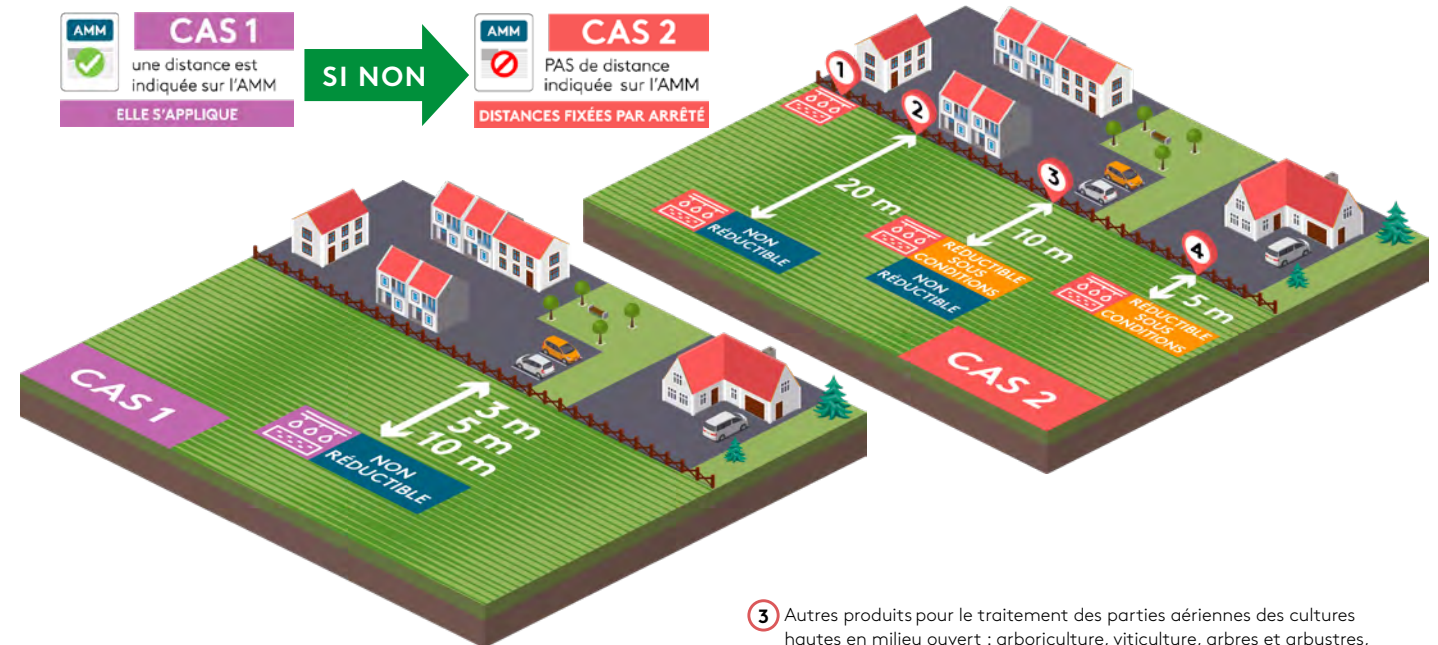 AMM
CAS 1
une distance est
indiquée sur l'AMM
ELLE S'APPLIQUE
SI NON
AMM
CAS 2
PAS de distance
indiquée sur l'AMM
DISTANCES FIXÉES PAR ARRÊTÉ
1
2
20 m
NON
RÉDUCTIBLE
3
10 m
RÉDUCTIBLE
SOUS
CONDITIONS
NON
RÉDUCTIBLE
4
5 m
RÉDUCTIBLE
SOUS
CONDITIONS
CAS 2
CAS 1
3 m
5 m
10 m
NON
RÉDUCTIBLE
3 Autres produits pour le traitement des parties aériennes des cultures
hautes en milieu ouvert : arboriculture, viticulture, arbres et arbustes,